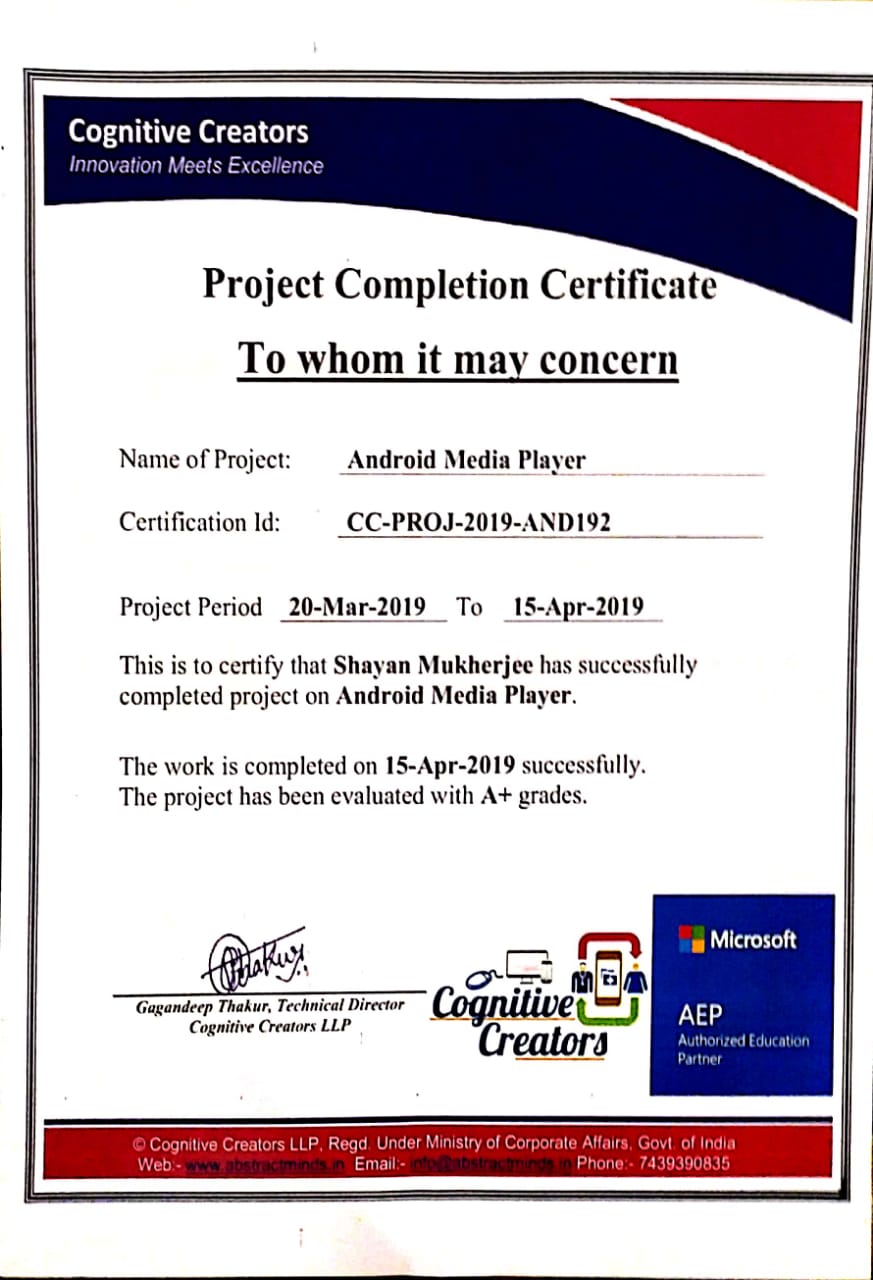 Cognitive Creators
Innovation Meets Excellence
Project Completion Certificate
To whom it may concern
Name of Project: Android Media Player
Certification Id: CC-PROJ-2019-AND192
Project Period 20-Mar-2019 To 15-Apr-2019
This is to certify that Shayan Mukherjee has successfully
completed project on Android Media Player.
The work is completed on 15-Apr-2019 successfully.
The project has been evaluated with A+ grades.
Gagandeep Thakur, Technical Director
Cognitive Creators LLP
Cognitive
Creators
Microsoft
AEP
Authorized Education
Partner
© Cognitive Creators LLP, Regd. Under Ministry of Corporate Affairs, Govt. of India
Web:- www.abstractminds.in Email:- info@abstractminds.in Phone:- 7439390835